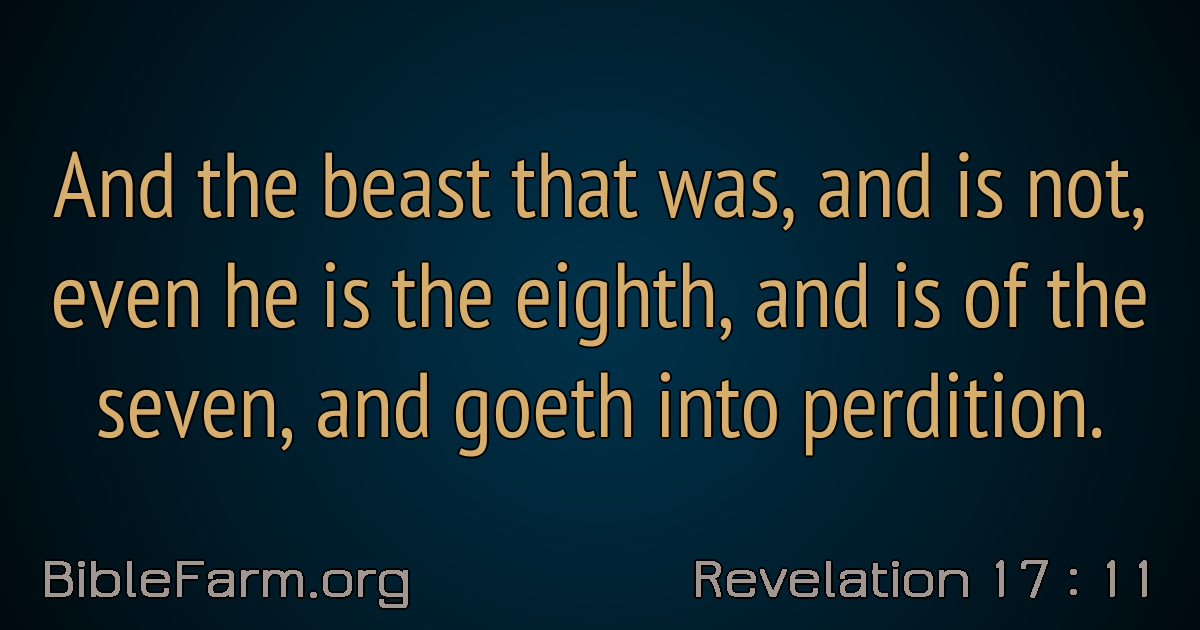 And the beast that was, and is not,
even he is the eighth, and is of the
seven, and goeth into perdition.
BibleFarm.org
Revelation 17 : 11